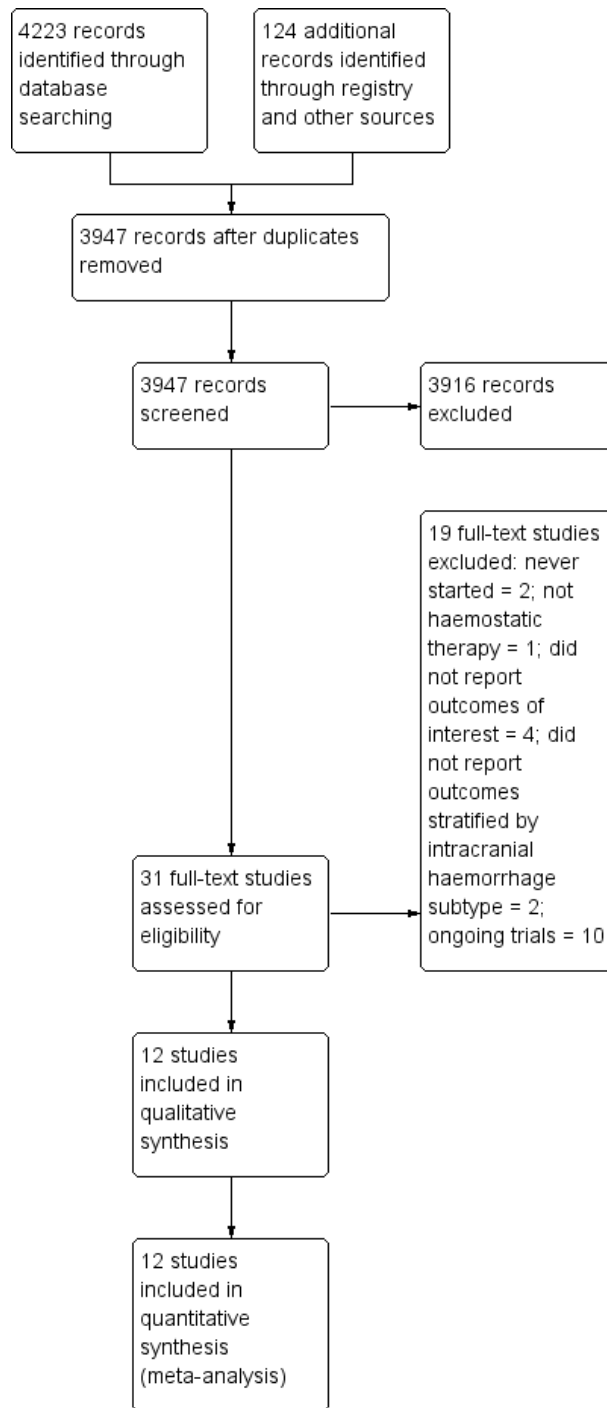 4223 records
identified through
database
searching
124 additional
records identified
through registry
and other sources
3947 records after duplicates
removed
3947 records
screened
3916 records
excluded
19 full-text studies
excluded: never
started = 2; not
haemostatic
therapy = 1; did
not report
outcomes of
interest = 4; did
not report
outcomes
stratified by
intracranial
haemorrhage
subtype = 2;
ongoing trials = 10
31 full-text studies
assessed for
eligibility
12 studies
included in
qualitative
synthesis
12 studies
included in
quantitative
synthesis
(meta-analysis)